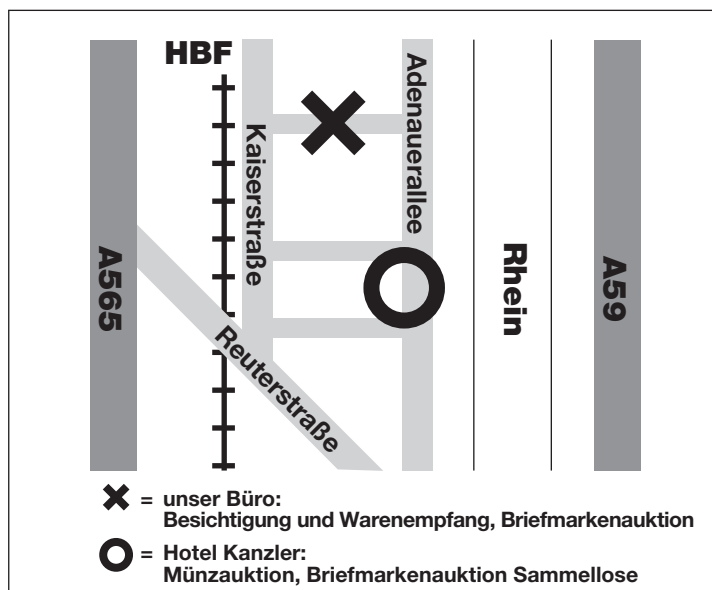 HBF
Kaiserstraße
Adenauerallee
A565
Rhein
A59
Reuterstraße
= unser Büro:
Besichtigung und Warenempfang, Briefmarkenauktion
= Hotel Kanzler:
Münzauktion, Briefmarkenauktion Sammellose